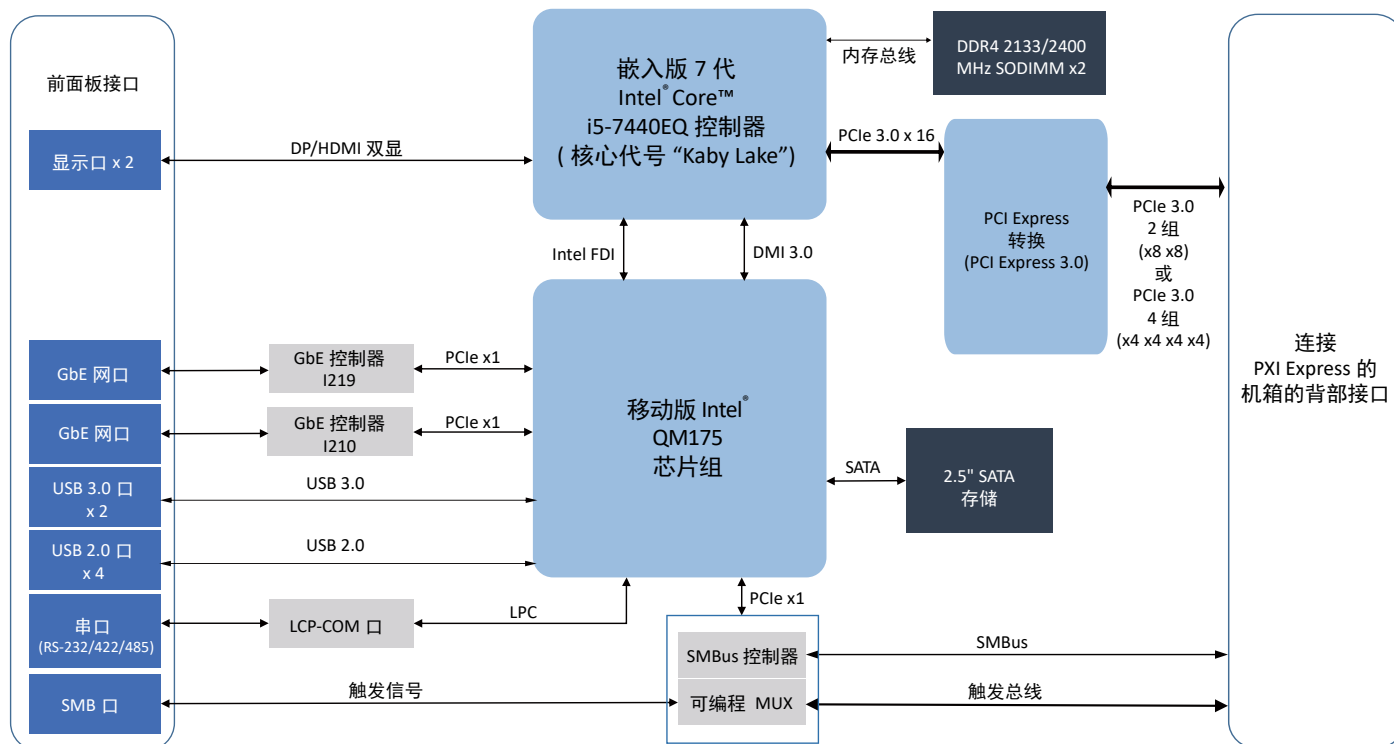 前面板接口
显示口 x 2
DP/HDMI 双显
嵌入版 7 代
Intel® Core™
i5-7440EQ 控制器
( 核心代号 “Kaby Lake”)
内存总线
DDR4 2133/2400
MHz SODIMM x2
PCIe 3.0 x 16
PCI Express
转换
(PCI Express 3.0)
PCIe 3.0
2 组
(x8 x8)
或
PCIe 3.0
4 组
(x4 x4 x4 x4)
Intel FDI
DMI 3.0
连接
PXI Express 的
机箱的背部接口
GbE 网口
GbE 控制器
I219
PCIe x1
GbE 网口
GbE 控制器
I210
PCIe x1
移动版 Intel®
QM175
芯片组
SATA
2.5" SATA
存储
USB 3.0 口
x 2
USB 3.0
USB 2.0 口
x 4
USB 2.0
串口
(RS-232/422/485)
LCP-COM 口
LPC
PCIe x1
SMBus 控制器
SMBus
SMB 口
触发信号
可编程 MUX
触发总线